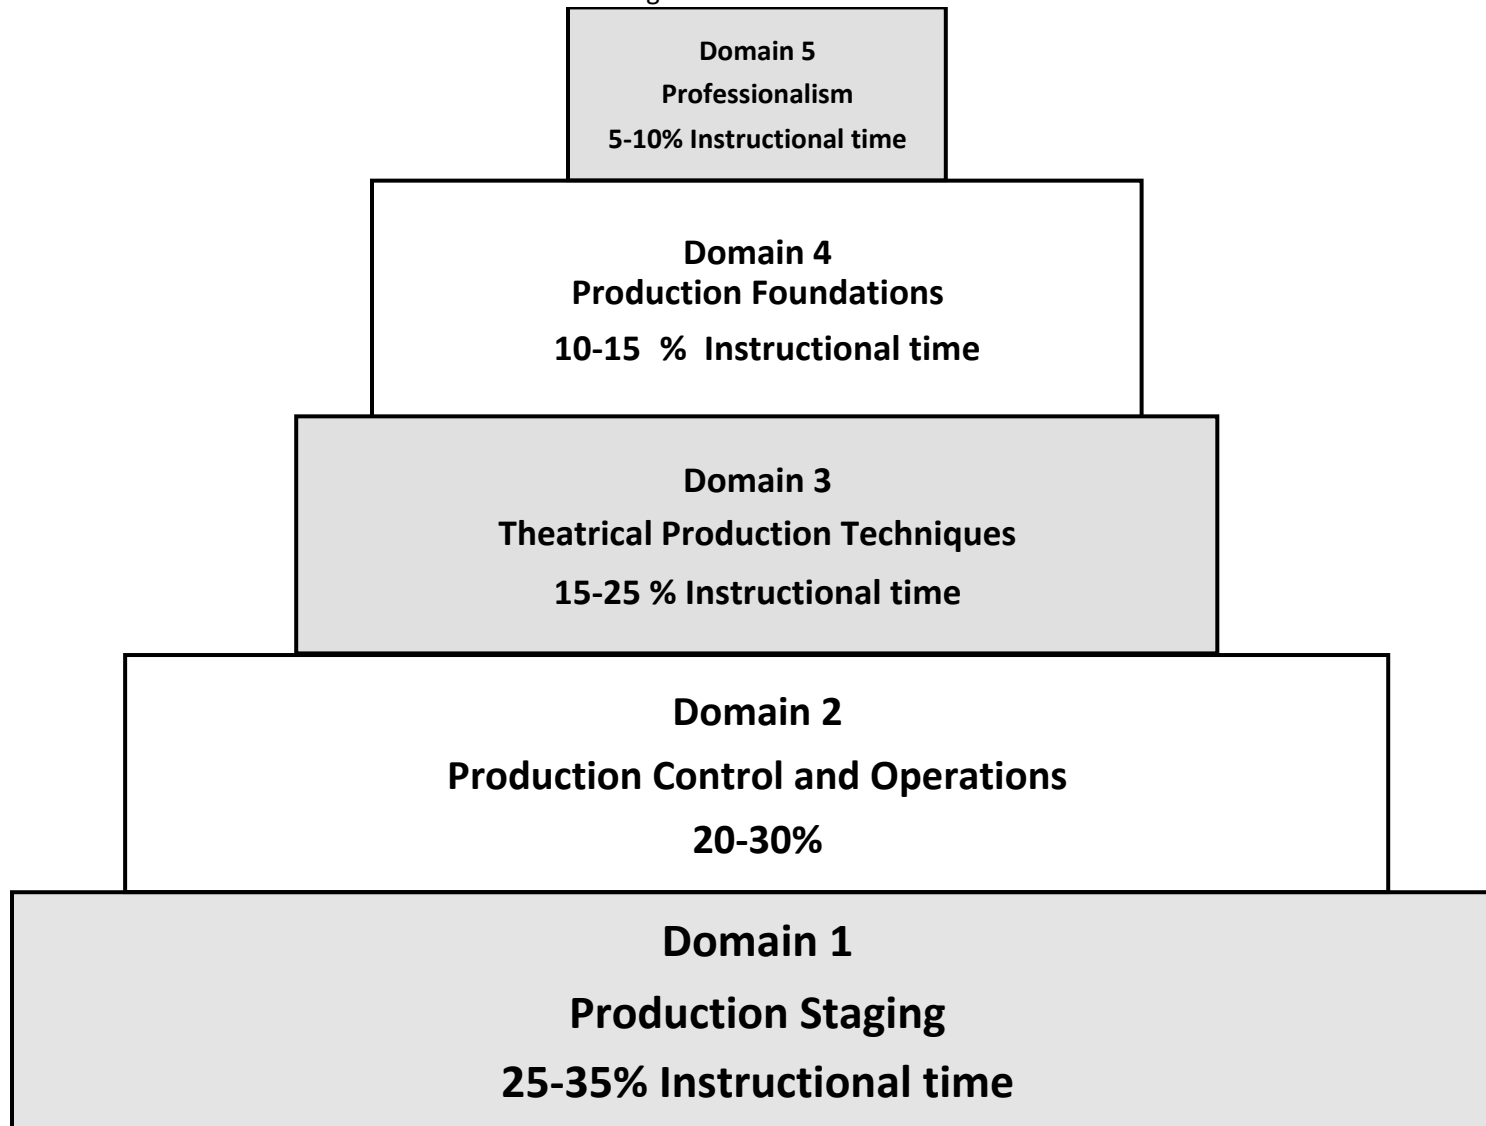 Domain 5
Professionalism
5-10% Instructional time
Domain 4
Production Foundations
10-15 % Instructional time
Domain 3
Theatrical Production Techniques
15-25 % Instructional time
Domain 2
Production Control and Operations
20-30%
Domain 1
Production Staging
25-35% Instructional time